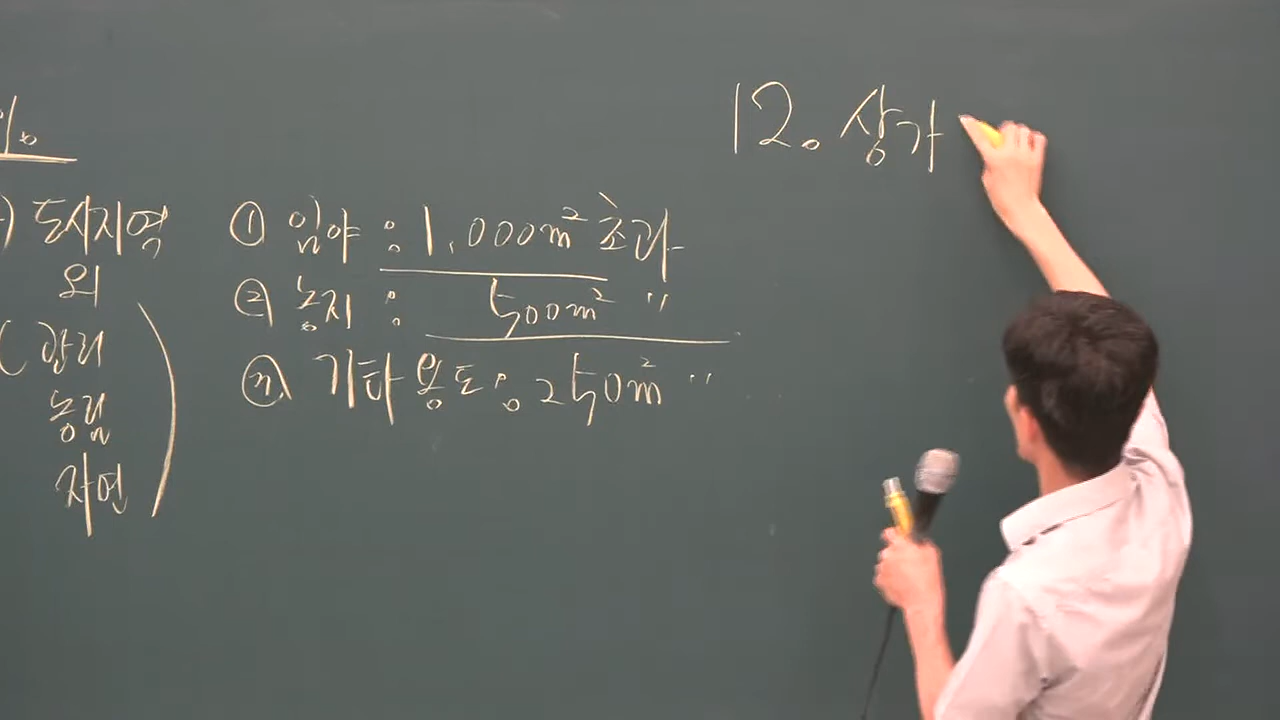 도시지역
외
( 관리
농림
자연 )
① 임야 : 1,000m² 초과
② 농지 : 500m² "
③ 기타용도 : 250m² "
12. 상가